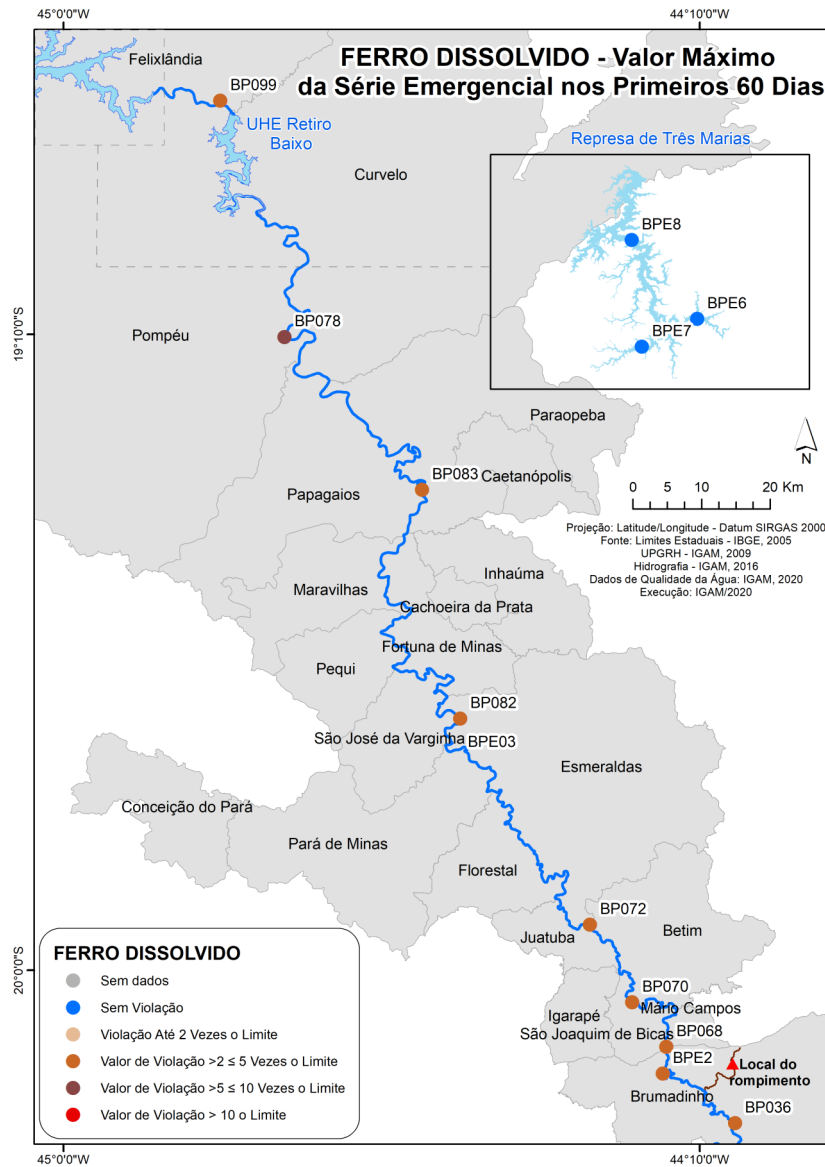 45°0'0"W
44°10'0"W
FERRO DISSOLVIDO - Valor Máximo
da Série Emergencial nos Primeiros 60 Dias
Felixlândia
BP099
UHE Retiro
Baixo
Represa de Três Marias
Curvelo
BPE8
BPE6
BPE7
19°10'0"S
Pompéu
BP078
Paraopeba
N
BP083
Caetanópolis
Papagaios
0 5 10 20 Km
Projeção: Latitude/Longitude - Datum SIRGAS 2000
Fonte: Limites Estaduais - IBGE, 2005
UPGRH - IGAM, 2009
Hidrografia - IGAM, 2016
Dados de Qualidade da Água: IGAM, 2020
Execução: IGAM/2020
Inhaúma
Maravilhas
Cachoeira da Prata
Fortuna de Minas
Pequi
BP082
São José da Varginha
BPE03
Esmeraldas
Conceição do Pará
Pará de Minas
Florestal
BP072
Juatuba
Betim
20°0'0"S
BP070
Mário Campos
Igarapé
São Joaquim de Bicas
BP068
BPE2
Local do
rompimento
Brumadinho
BP036
FERRO DISSOLVIDO
Sem dados
Sem Violação
Violação Até 2 Vezes o Limite
Valor de Violação >2 ≤ 5 Vezes o Limite
Valor de Violação >5 ≤ 10 Vezes o Limite
Valor de Violação > 10 o Limite
45°0'0"W
44°10'0"W